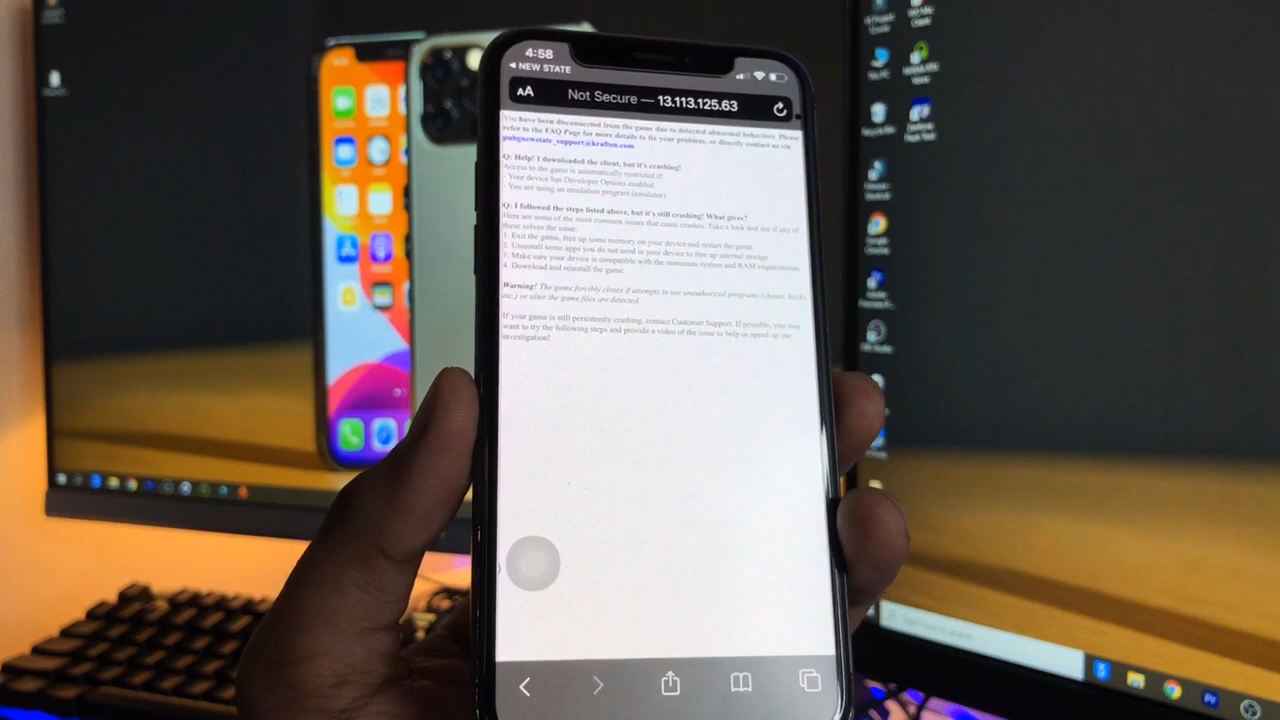 4:58
◀ NEW STATE
AA
Not Secure — 13.113.125.63
You have been disconnected from the game due to detected abnormal behaviors. Please
refer to the FAQ Page for more details to fix your problem, or directly contact us via
pubgnewstate_support@krafton.com
Q: Help! I downloaded the client, but it's crashing!
Access to the game is automatically restricted if:
- Your device has Developer Options enabled.
- You are using an emulation program (emulator).
Q: I followed the steps listed above, but it's still crashing! What gives?
Here are some of the most common issues that cause crashes. Take a look and see if any of
these solves the issue:
1. Exit the game, free up some memory on your device and restart the game.
2. Uninstall some apps you do not need in your device to free up internal storage.
3. Make sure your device is compatible with the minimum system and RAM requirements.
4. Download and reinstall the game.
Warning! The game forcibly closes if attempts to use unauthorized programs (cheats, hacks
etc.) or alter the game files are detected.
If your game is still persistently crashing, contact Customer Support. If possible, you may
want to try the following steps and provide a video of the issue to help us speed up our
investigation!